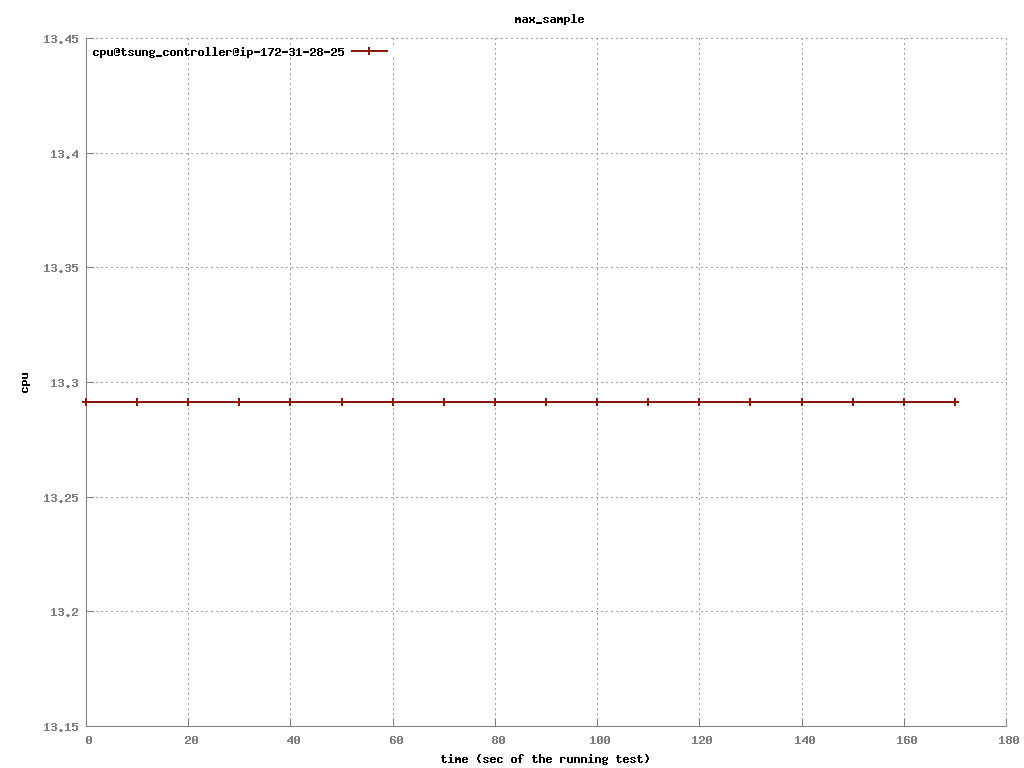 max_sample
cpu@tsung_controller@ip-172-31-28-25
13.45
13.4
13.35
13.3
13.25
13.2
13.15
cpu
0 20 40 60 80 100 120 140 160 180
time (sec of the running test)